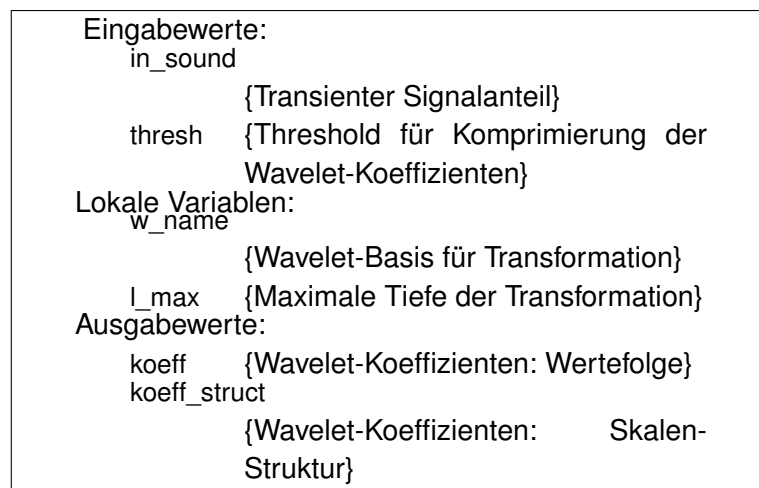 Eingabewerte:
in_sound
{Transienter Signalanteil}
thresh {Threshold für Komprimierung der
Wavelet-Koeffizienten}
Lokale Variablen:
w_name
{Wavelet-Basis für Transformation}
l_max {Maximale Tiefe der Transformation}
Ausgabewerte:
koeff {Wavelet-Koeffizienten: Wertefolge}
koeff_struct
{Wavelet-Koeffizienten: Skalen-
Struktur}